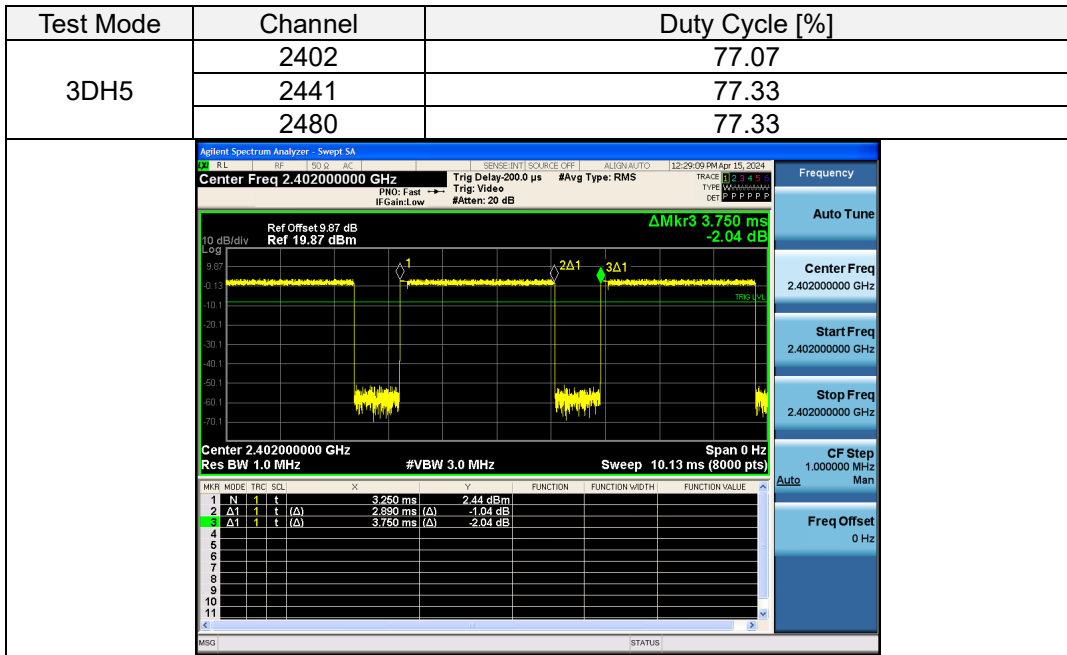 Test Mode Channel Duty Cycle [%]
3DH5 2402 77.07
2441 77.33
2480 77.33
Agilent Spectrum Analyzer - Swept SA
RL RF 50 Ω AC SENSE:INT SOURCE OFF ALIGNAUTO 12:29:09 PM Apr 15, 2024
Center Freq 2.402000000 GHz
PNO: Fast
IFGain:Low
Trig Delay-200.0 µs #Avg Type: RMS
Trig: Video
#Atten: 20 dB
TRACE 1 2 3 4 5 6
TYPE
DET P P P P P P
Frequency
Ref Offset 9.87 dB
10 dB/div Ref 19.87 dBm
Log
ΔMkr3 3.750 ms
-2.04 dB
9.87
-0.13
-10.1
-20.1
-30.1
-40.1
-50.1
-60.1
-70.1
1
2Δ1
3Δ1
TRIG LVL
Center 2.402000000 GHz Span 0 Hz
Res BW 1.0 MHz #VBW 3.0 MHz Sweep 10.13 ms (8000 pts)
MKR MODE TRC SCL X Y FUNCTION FUNCTION WIDTH FUNCTION VALUE
1 N 1 t 3.250 ms 2.44 dBm
2 Δ1 1 t (Δ) 2.890 ms (Δ) -1.04 dB
3 Δ1 1 t (Δ) 3.750 ms (Δ) -2.04 dB
4
5
6
7
8
9
10
11
MSG STATUS
Auto Tune
Center Freq
2.402000000 GHz
Start Freq
2.402000000 GHz
Stop Freq
2.402000000 GHz
CF Step
1.000000 MHz
Auto Man
Freq Offset
0 Hz